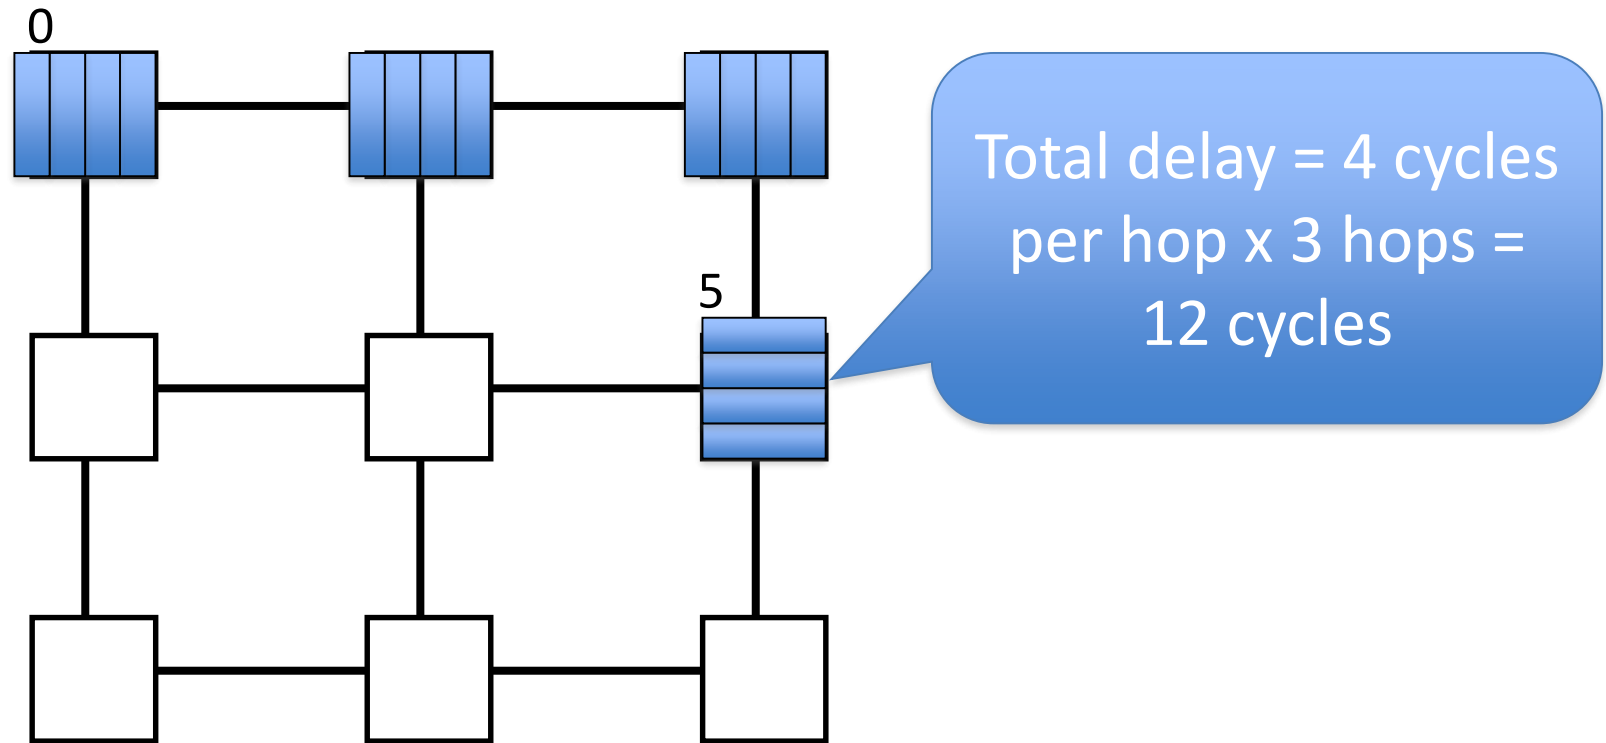 0
5
Total delay = 4 cycles
per hop x 3 hops =
12 cycles